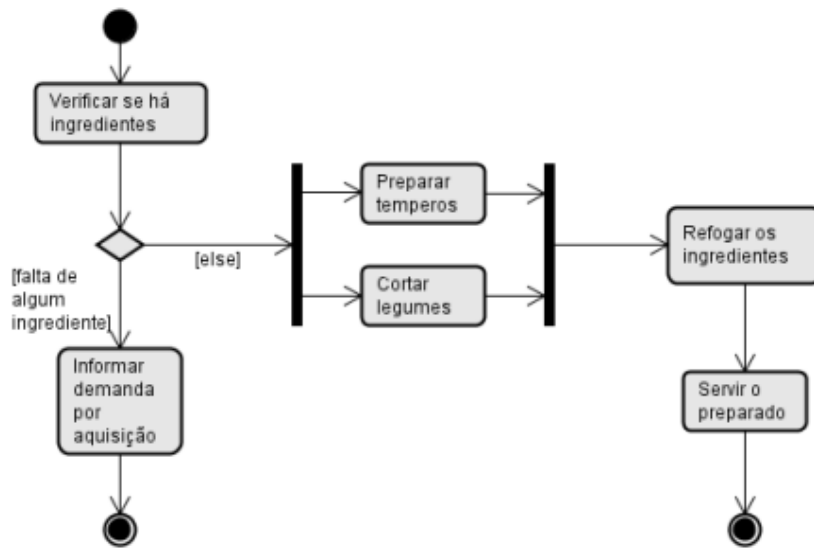 Verificar se há
ingredientes
Preparar
temperos
Refogar os
ingredientes
[else]
[falta de
algum
ingrediente]
Cortar
legumes
Informar
demanda
por
aquisição
Servir o
preparado